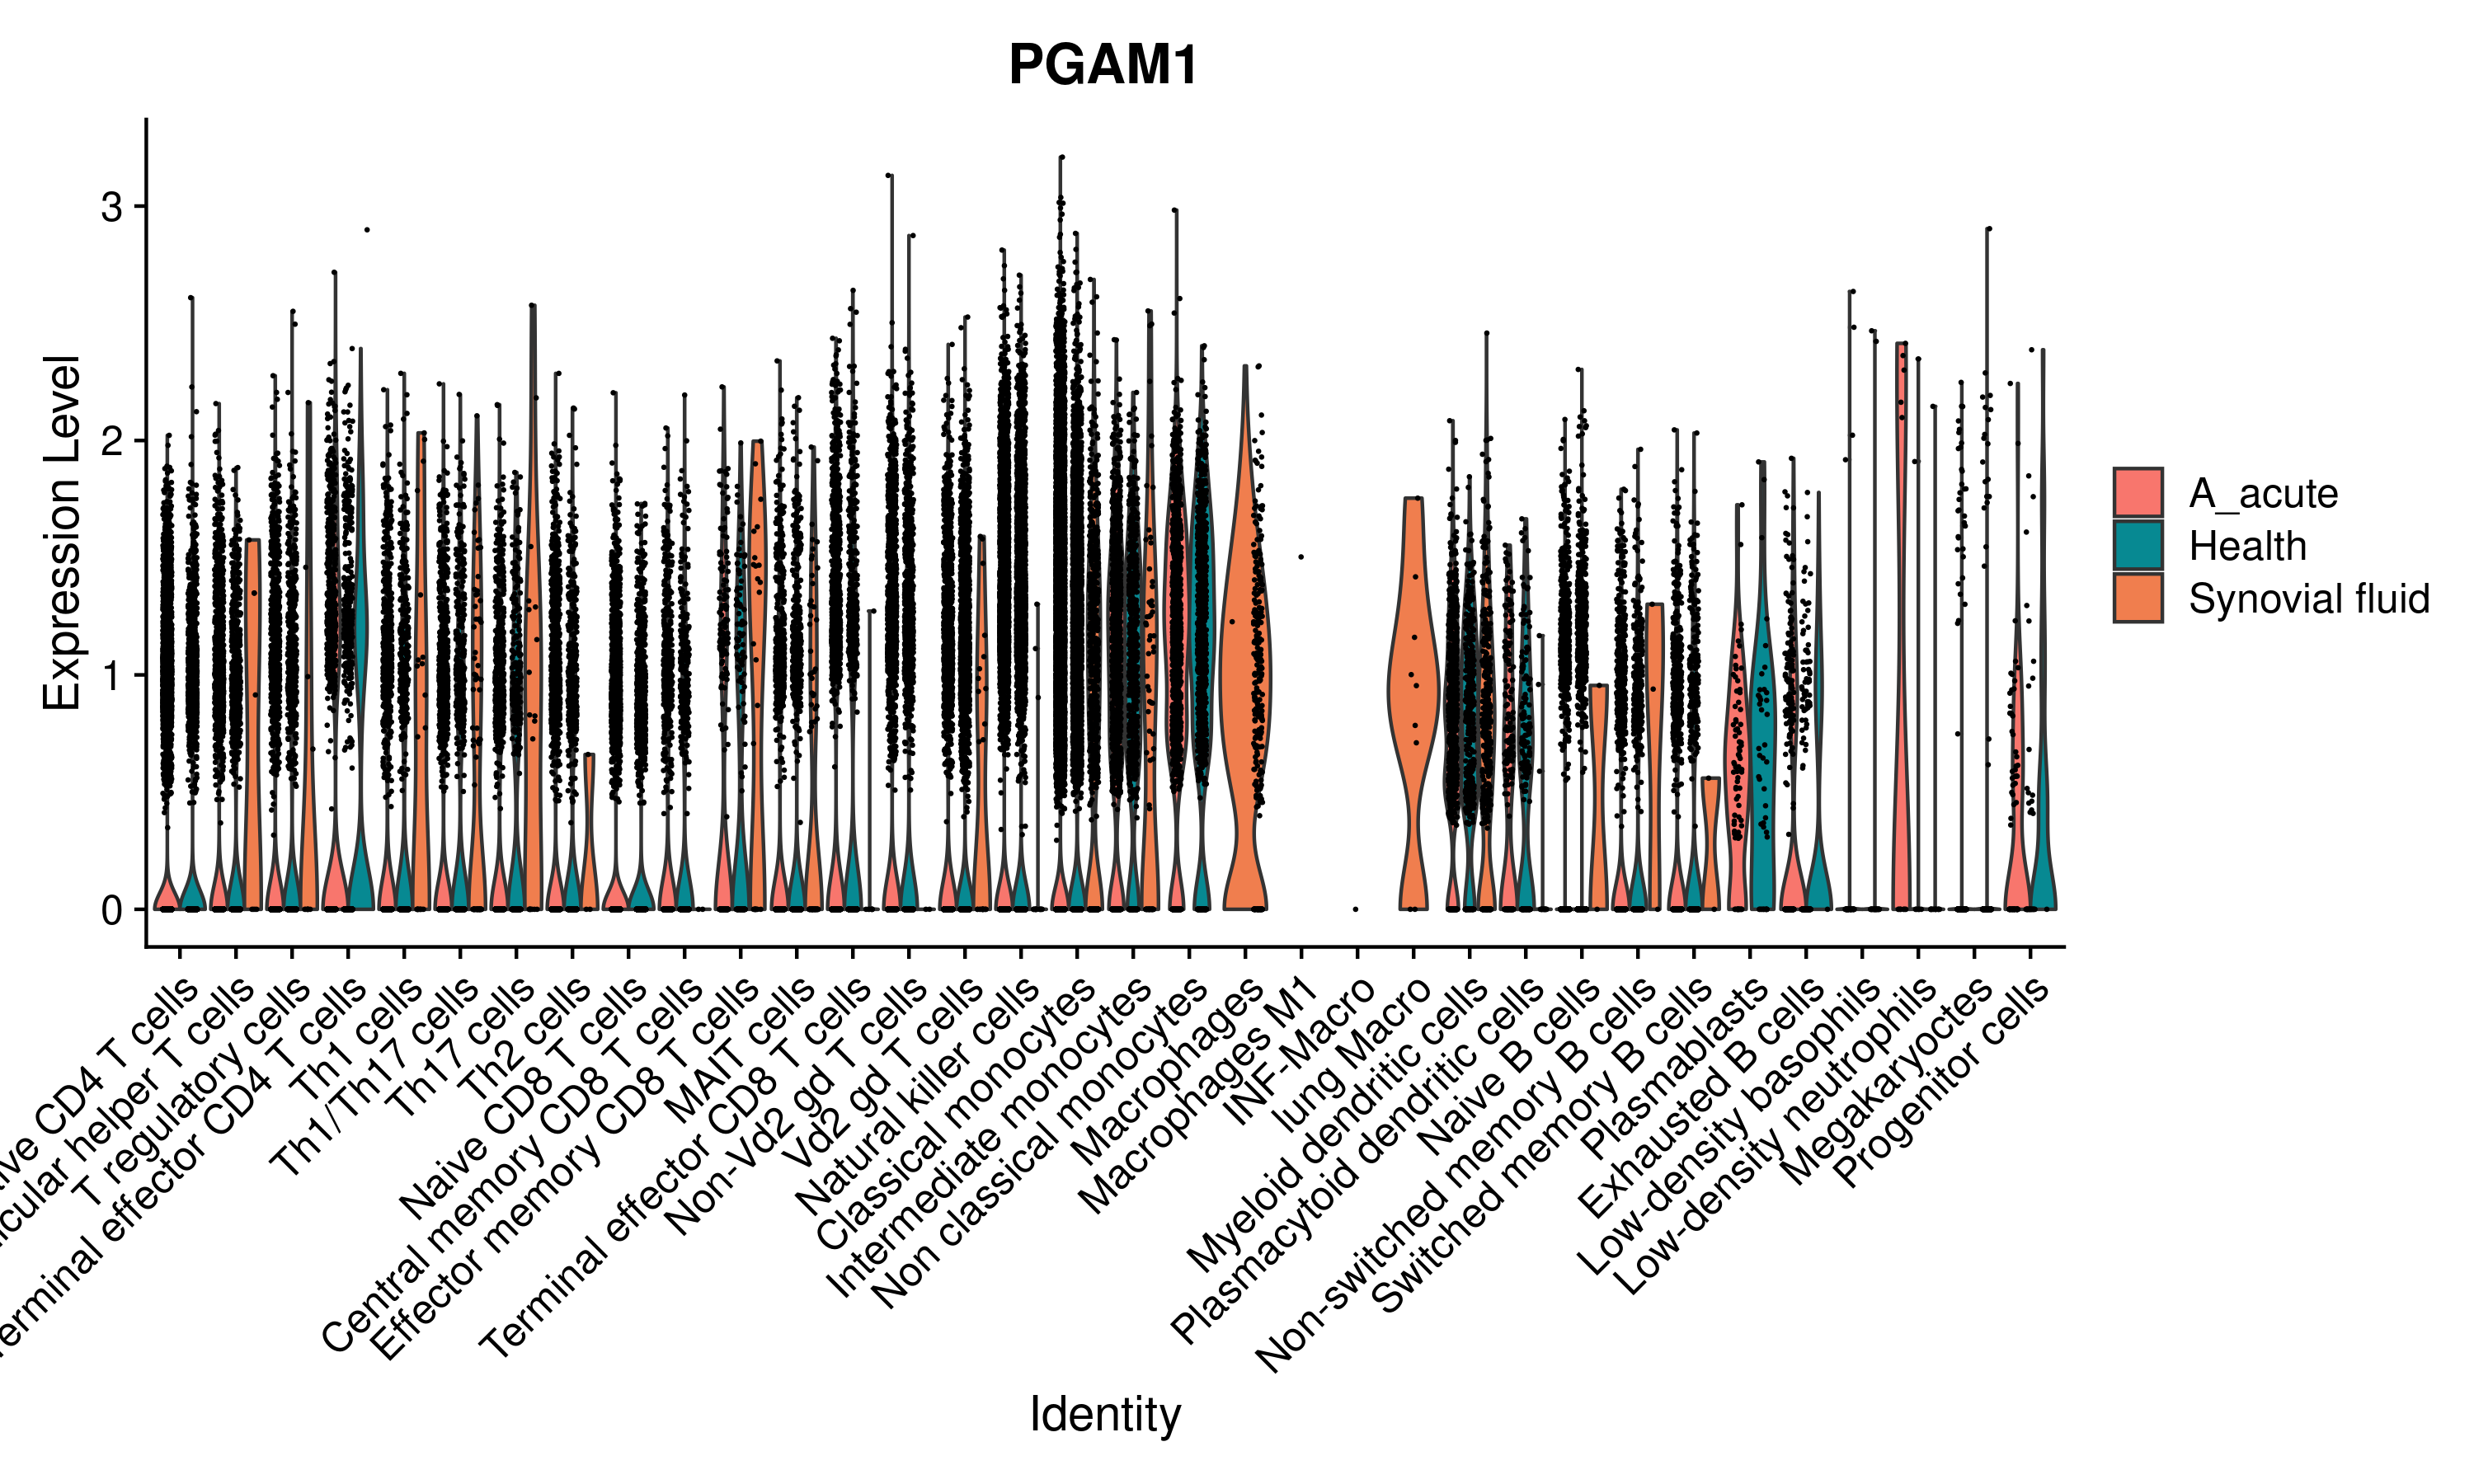 PGAM1
Expression Level
3
2
1
0
CD4 T cells
helper T cells
T regulatory cells
effector CD4 T cells
Th1 cells
Th1/Th17 cells
Th17 cells
Th2 cells
Naive CD8 T cells
Central memory CD8 T cells
Effector memory CD8 T cells
MAIT cells
Terminal effector CD8 T cells
Non-Vd2 gd T cells
Vd2 gd T cells
Natural killer cells
Classical monocytes
Intermediate monocytes
Non classical monocytes
Macrophages
Macrophages M1
INF-Macro
lung Macro
Myeloid dendritic cells
Plasmacytoid dendritic cells
Naive B cells
Non-switched memory B cells
Switched memory B cells
Plasmablasts
Exhausted B cells
Low-density basophils
Low-density neutrophils
Megakaryoctes
Progenitor cells
Identity
A_acute
Health
Synovial fluid